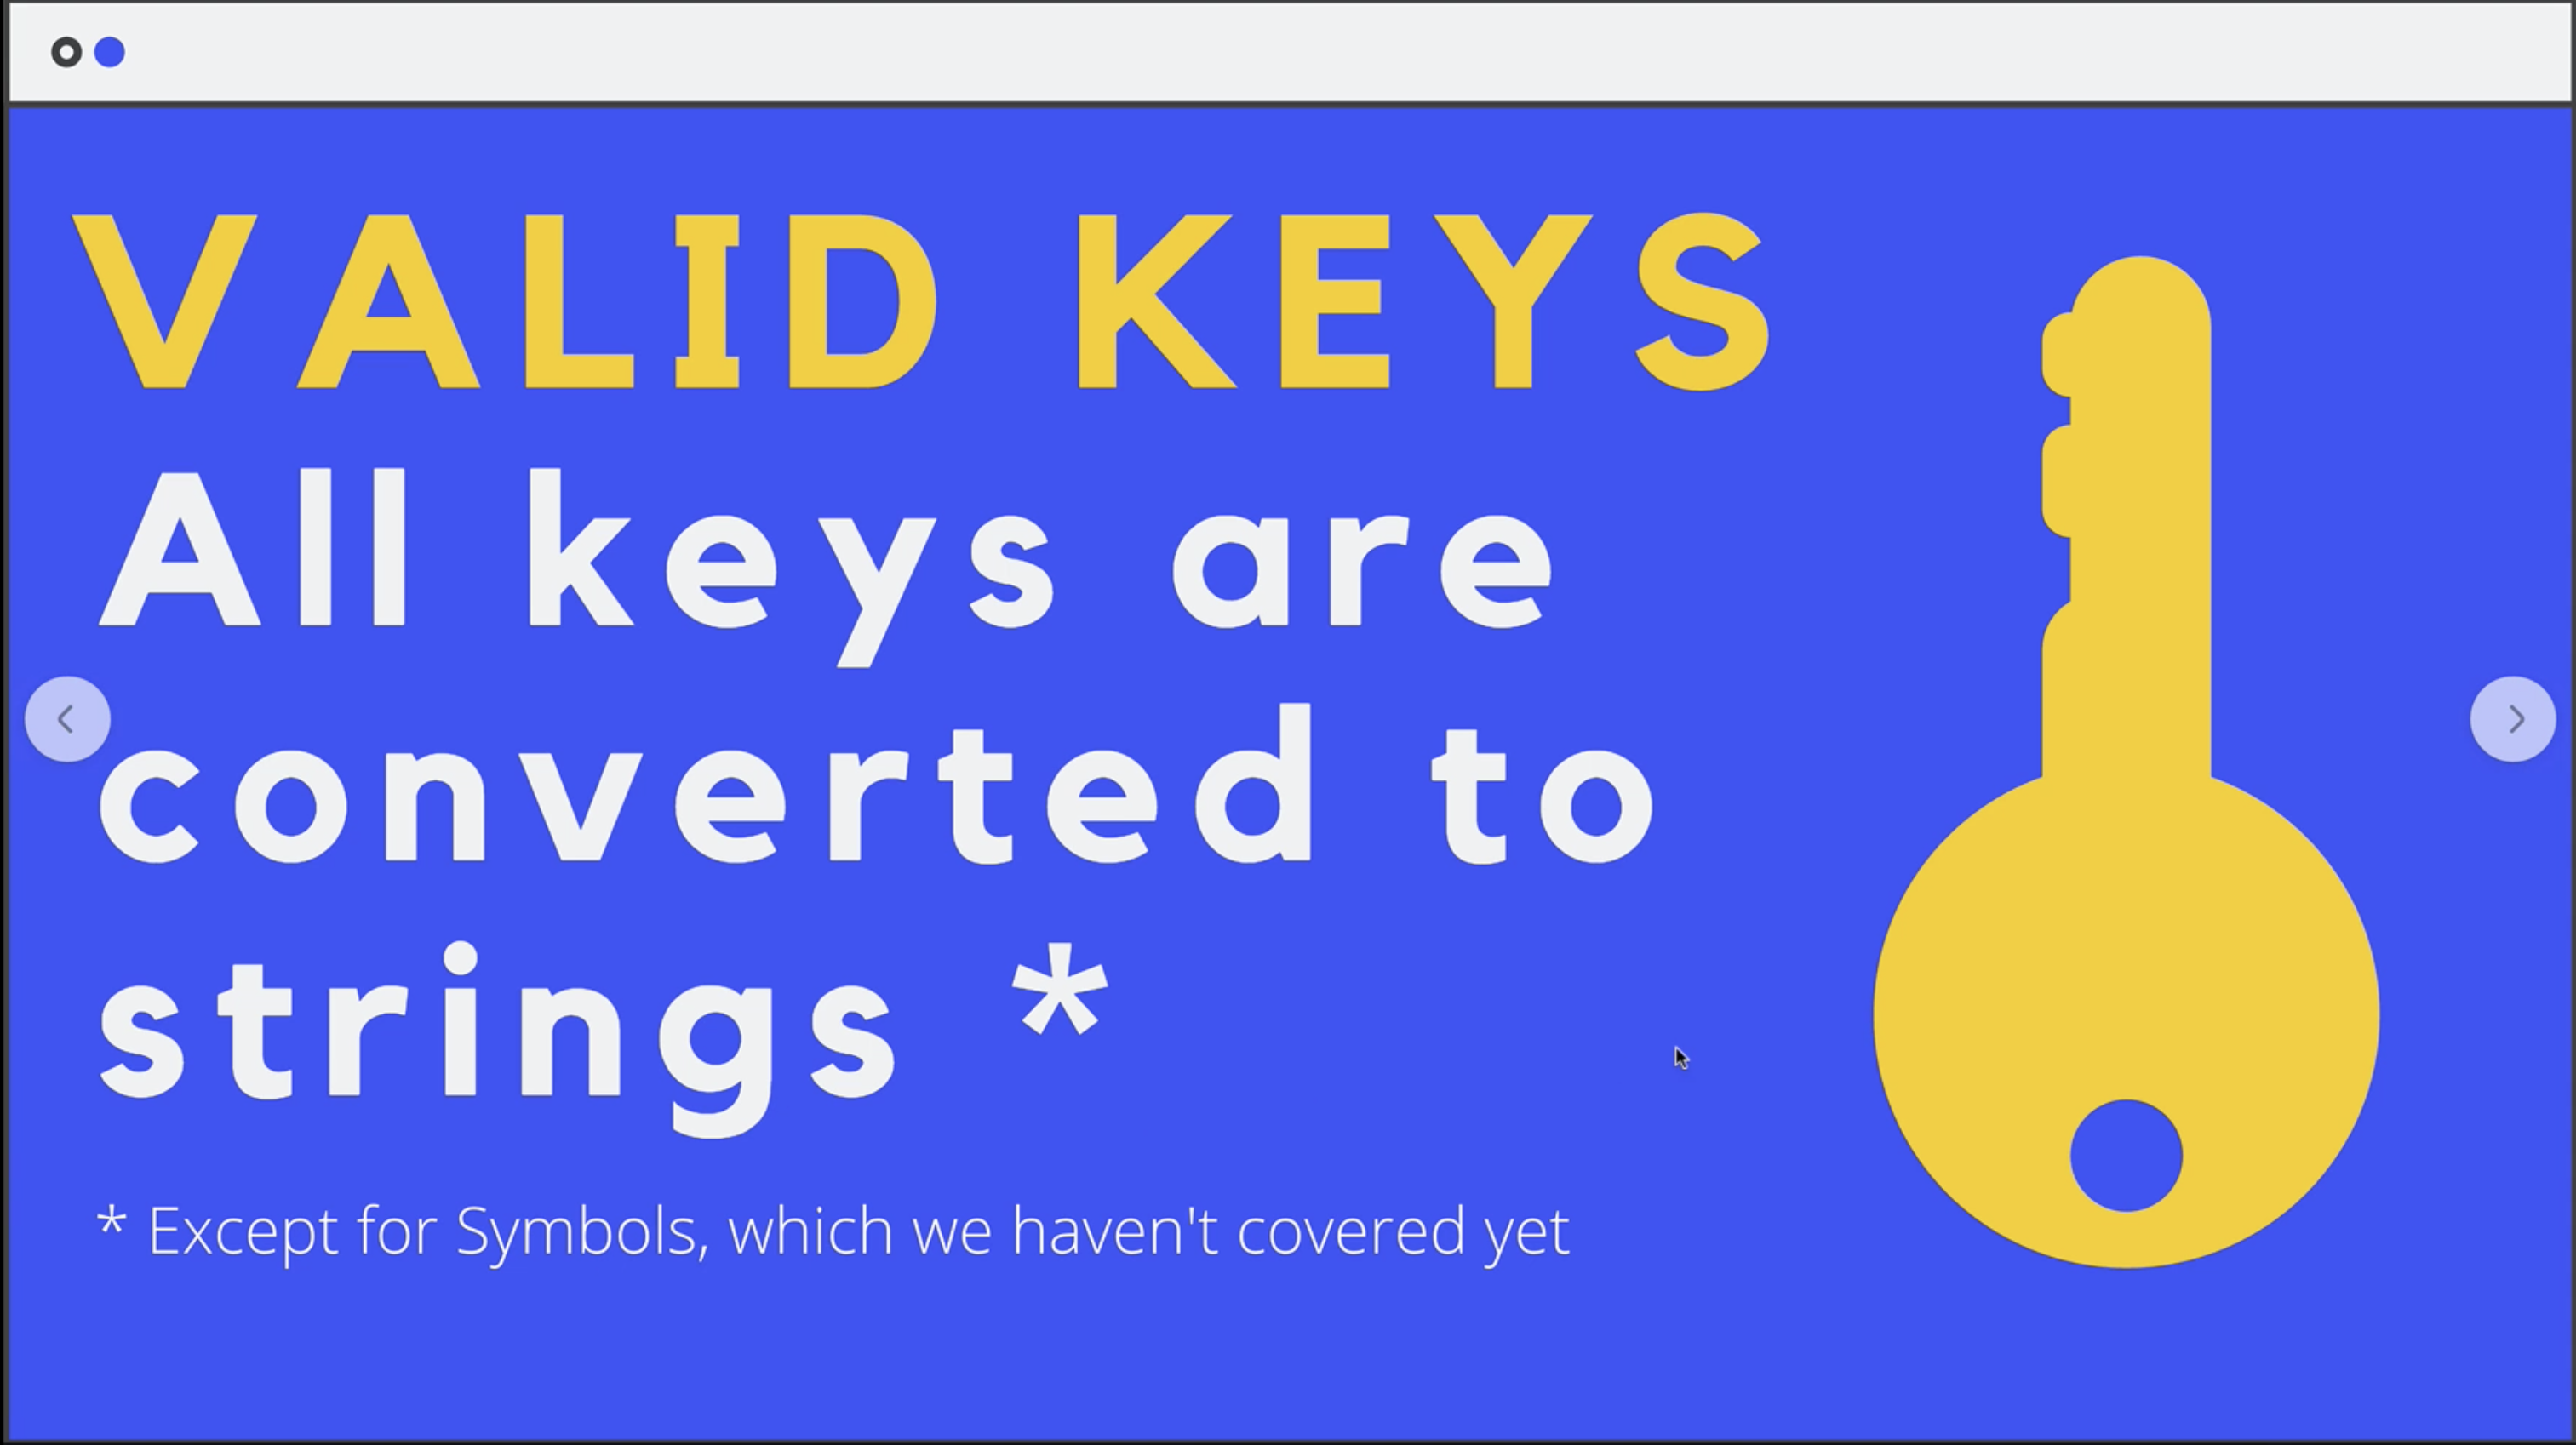 VALID KEYS
All keys are
converted to
strings *
* Except for Symbols, which we haven't covered yet